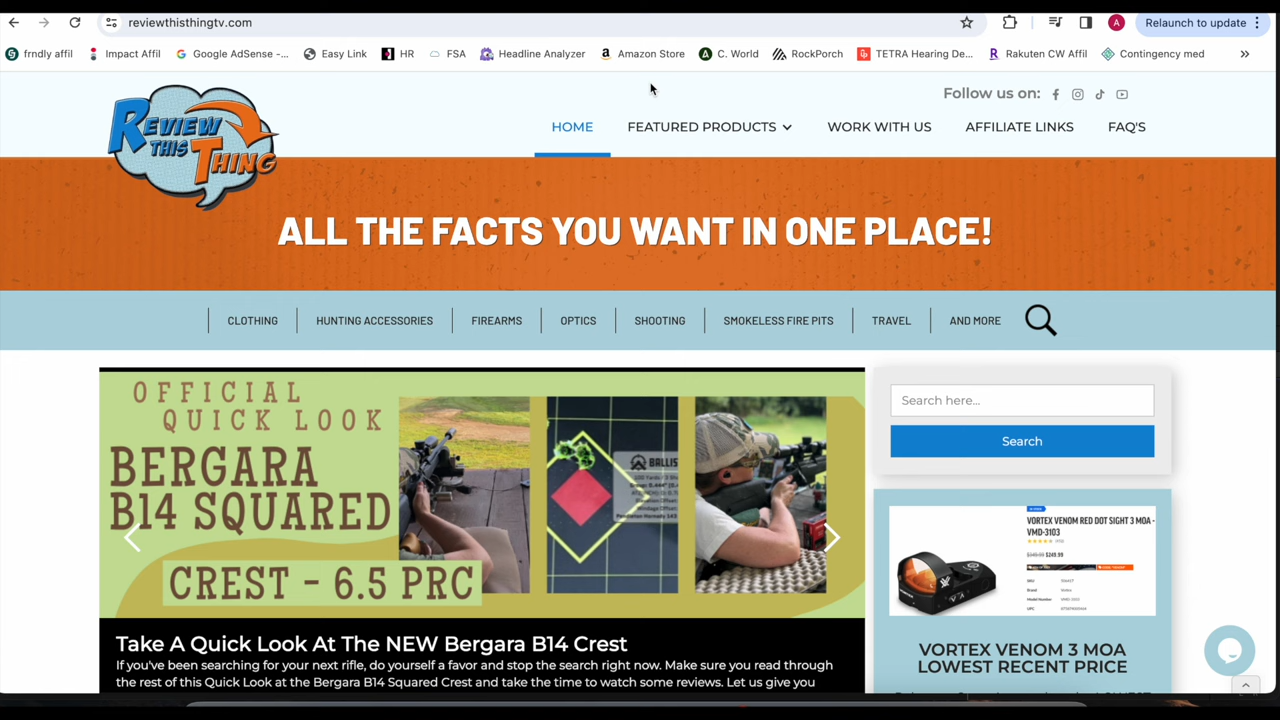 reviewthisthingtv.com
A
Relaunch to update
frndly affil
Impact Affil
Google AdSense -...
Easy Link
HR
FSA
Headline Analyzer
Amazon Store
C. World
RockPorch
TETRA Hearing De...
Rakuten CW Affil
Contingency med
Follow us on:
REVIEW
THIS
THING
HOME
FEATURED PRODUCTS
WORK WITH US
AFFILIATE LINKS
FAQ'S
ALL THE FACTS YOU WANT IN ONE PLACE!
CLOTHING
HUNTING ACCESSORIES
FIREARMS
OPTICS
SHOOTING
SMOKELESS FIRE PITS
TRAVEL
AND MORE
OFFICIAL
QUICK LOOK
BERGARA
B14 SQUARED
CREST - 6.5 PRC
BALLIS
Take A Quick Look At The NEW Bergara B14 Crest
If you've been searching for your next rifle, do yourself a favor and stop the search right now. Make sure you read through
the rest of this Quick Look at the Bergara B14 Squared Crest and take the time to watch some reviews. Let us give you
Search here...
Search
VORTEX VENOM RED DOT SIGHT 3 MOA -
VMD-3103
$249.99
VORTEX VENOM 3 MOA
LOWEST RECENT PRICE